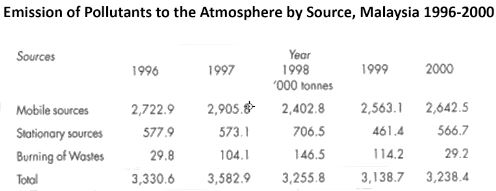 Emission of Pollutants to the Atmosphere by Source, Malaysia 1996-2000
Sources Year
1996 1997 1998 1999 2000
'000 tonnes
Mobile sources 2,722.9 2,905.8 2,402.8 2,563.1 2,642.5
Stationary sources 577.9 573.1 706.5 461.4 566.7
Burning of Wastes 29.8 104.1 146.5 114.2 29.2
Total 3,330.6 3,582.9 3,255.8 3,138.7 3,238.4